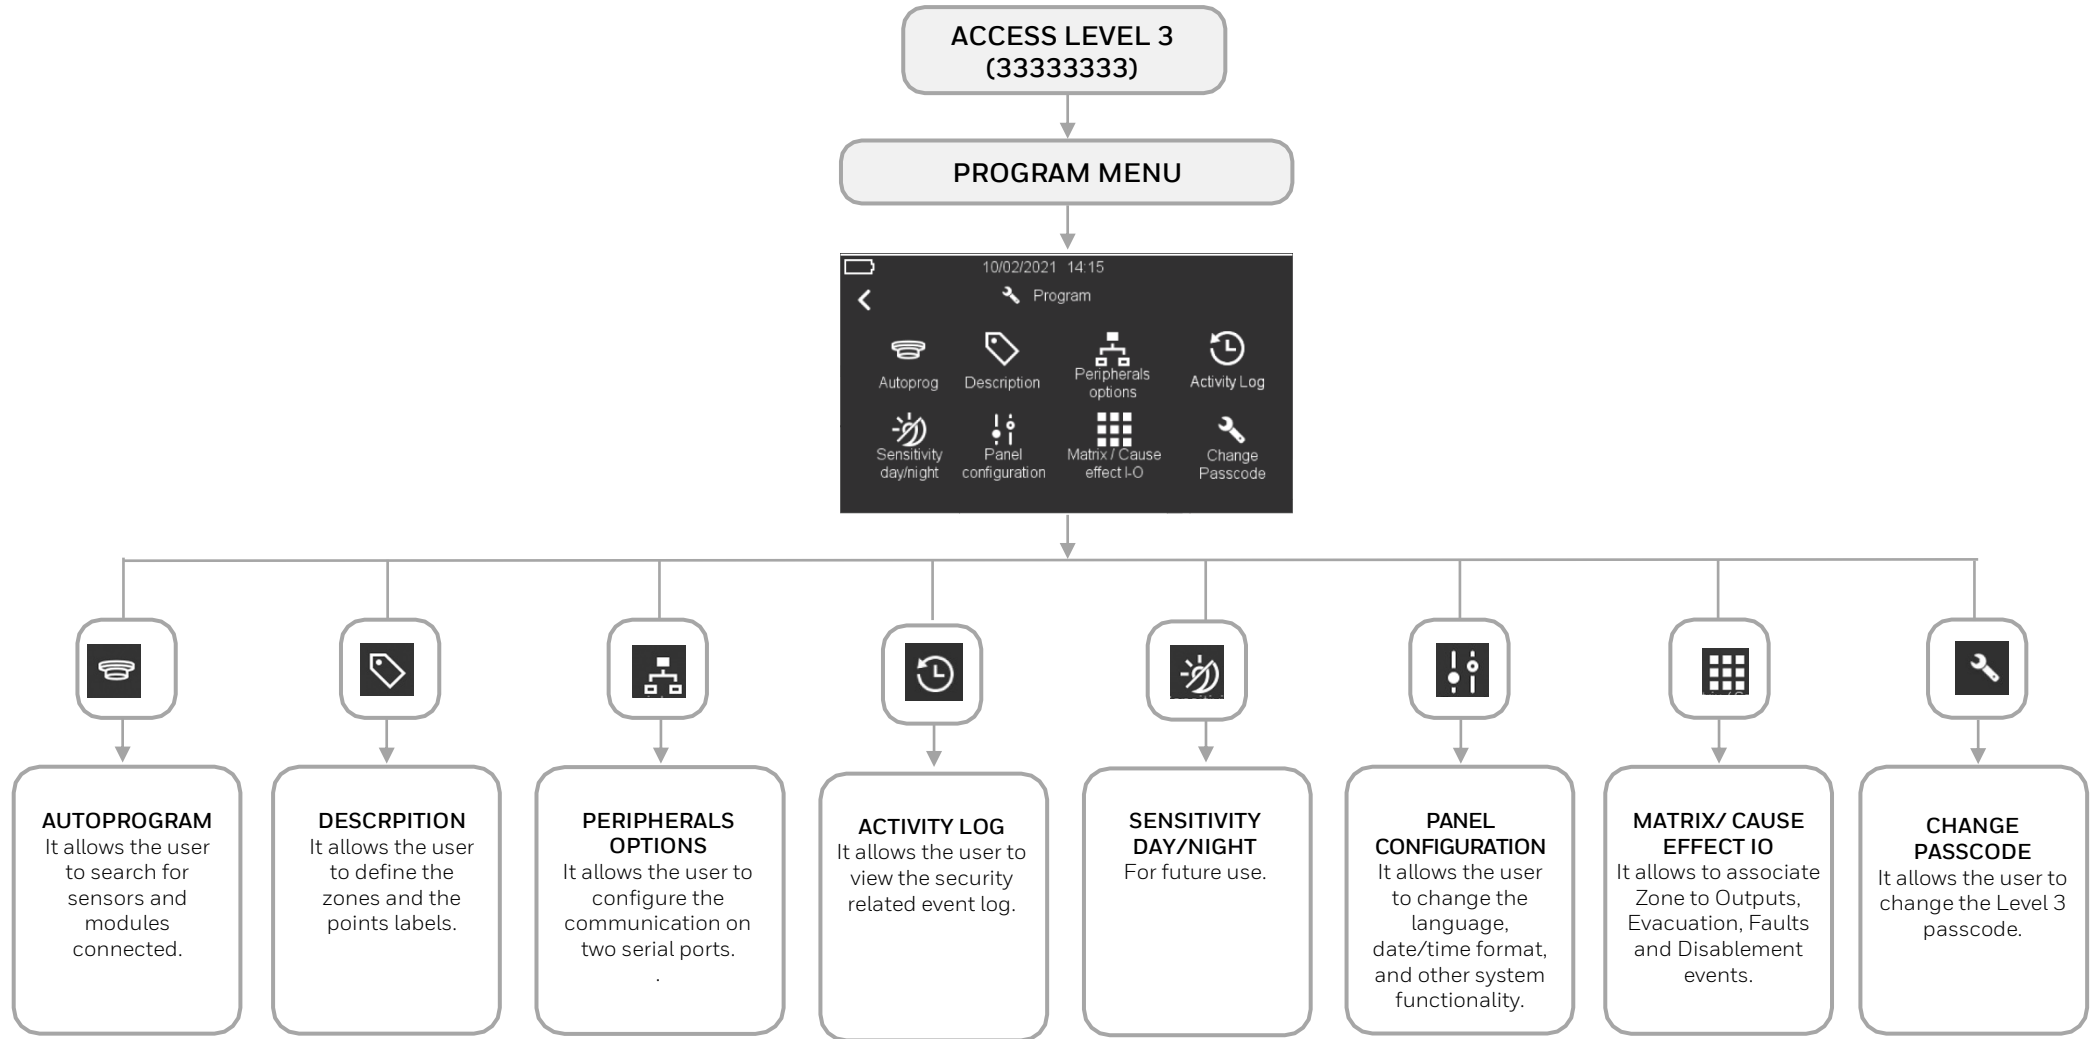 ACCESS LEVEL 3
(33333333)
PROGRAM MENU
10/02/2021 14:15
Program
Autoprog
Description
Peripherals
options
Activity Log
Sensitivity
day/night
Panel
configuration
Matrix / Cause
effect I-O
Change
Passcode
AUTOPROGRAM
It allows the user
to search for
sensors and
modules
connected.
DESCRPITION
It allows the user
to define the
zones and the
points labels.
PERIPHERALS
OPTIONS
It allows the user to
configure the
communication on
two serial ports.
.
ACTIVITY LOG
It allows the user to
view the security
related event log.
SENSITIVITY
DAY/NIGHT
For future use.
PANEL
CONFIGURATION
It allows the user
to change the
language,
date/time format,
and other system
functionality.
MATRIX/ CAUSE
EFFECT IO
It allows to associate
Zone to Outputs,
Evacuation, Faults
and Disablement
events.
CHANGE
PASSCODE
It allows the user to
change the Level 3
passcode.